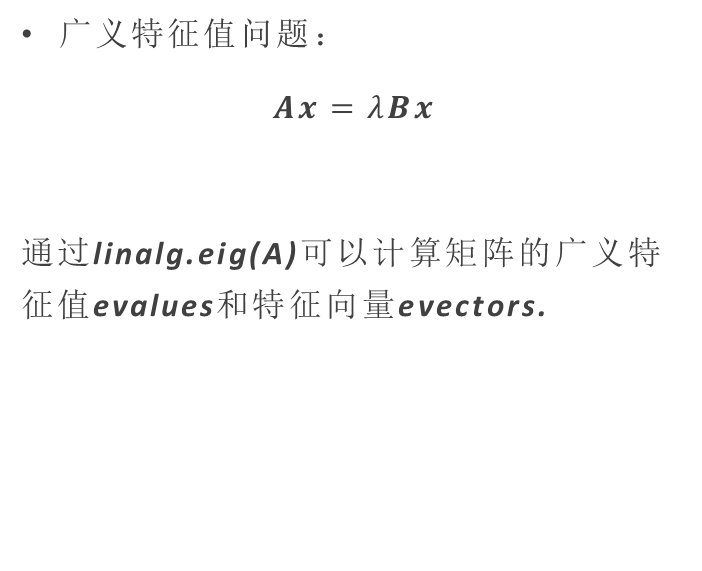 • 广义特征值问题：
Ax = λBx
通过linalg.eig(A)可以计算矩阵的广义特
征值evalues和特征向量evectors.